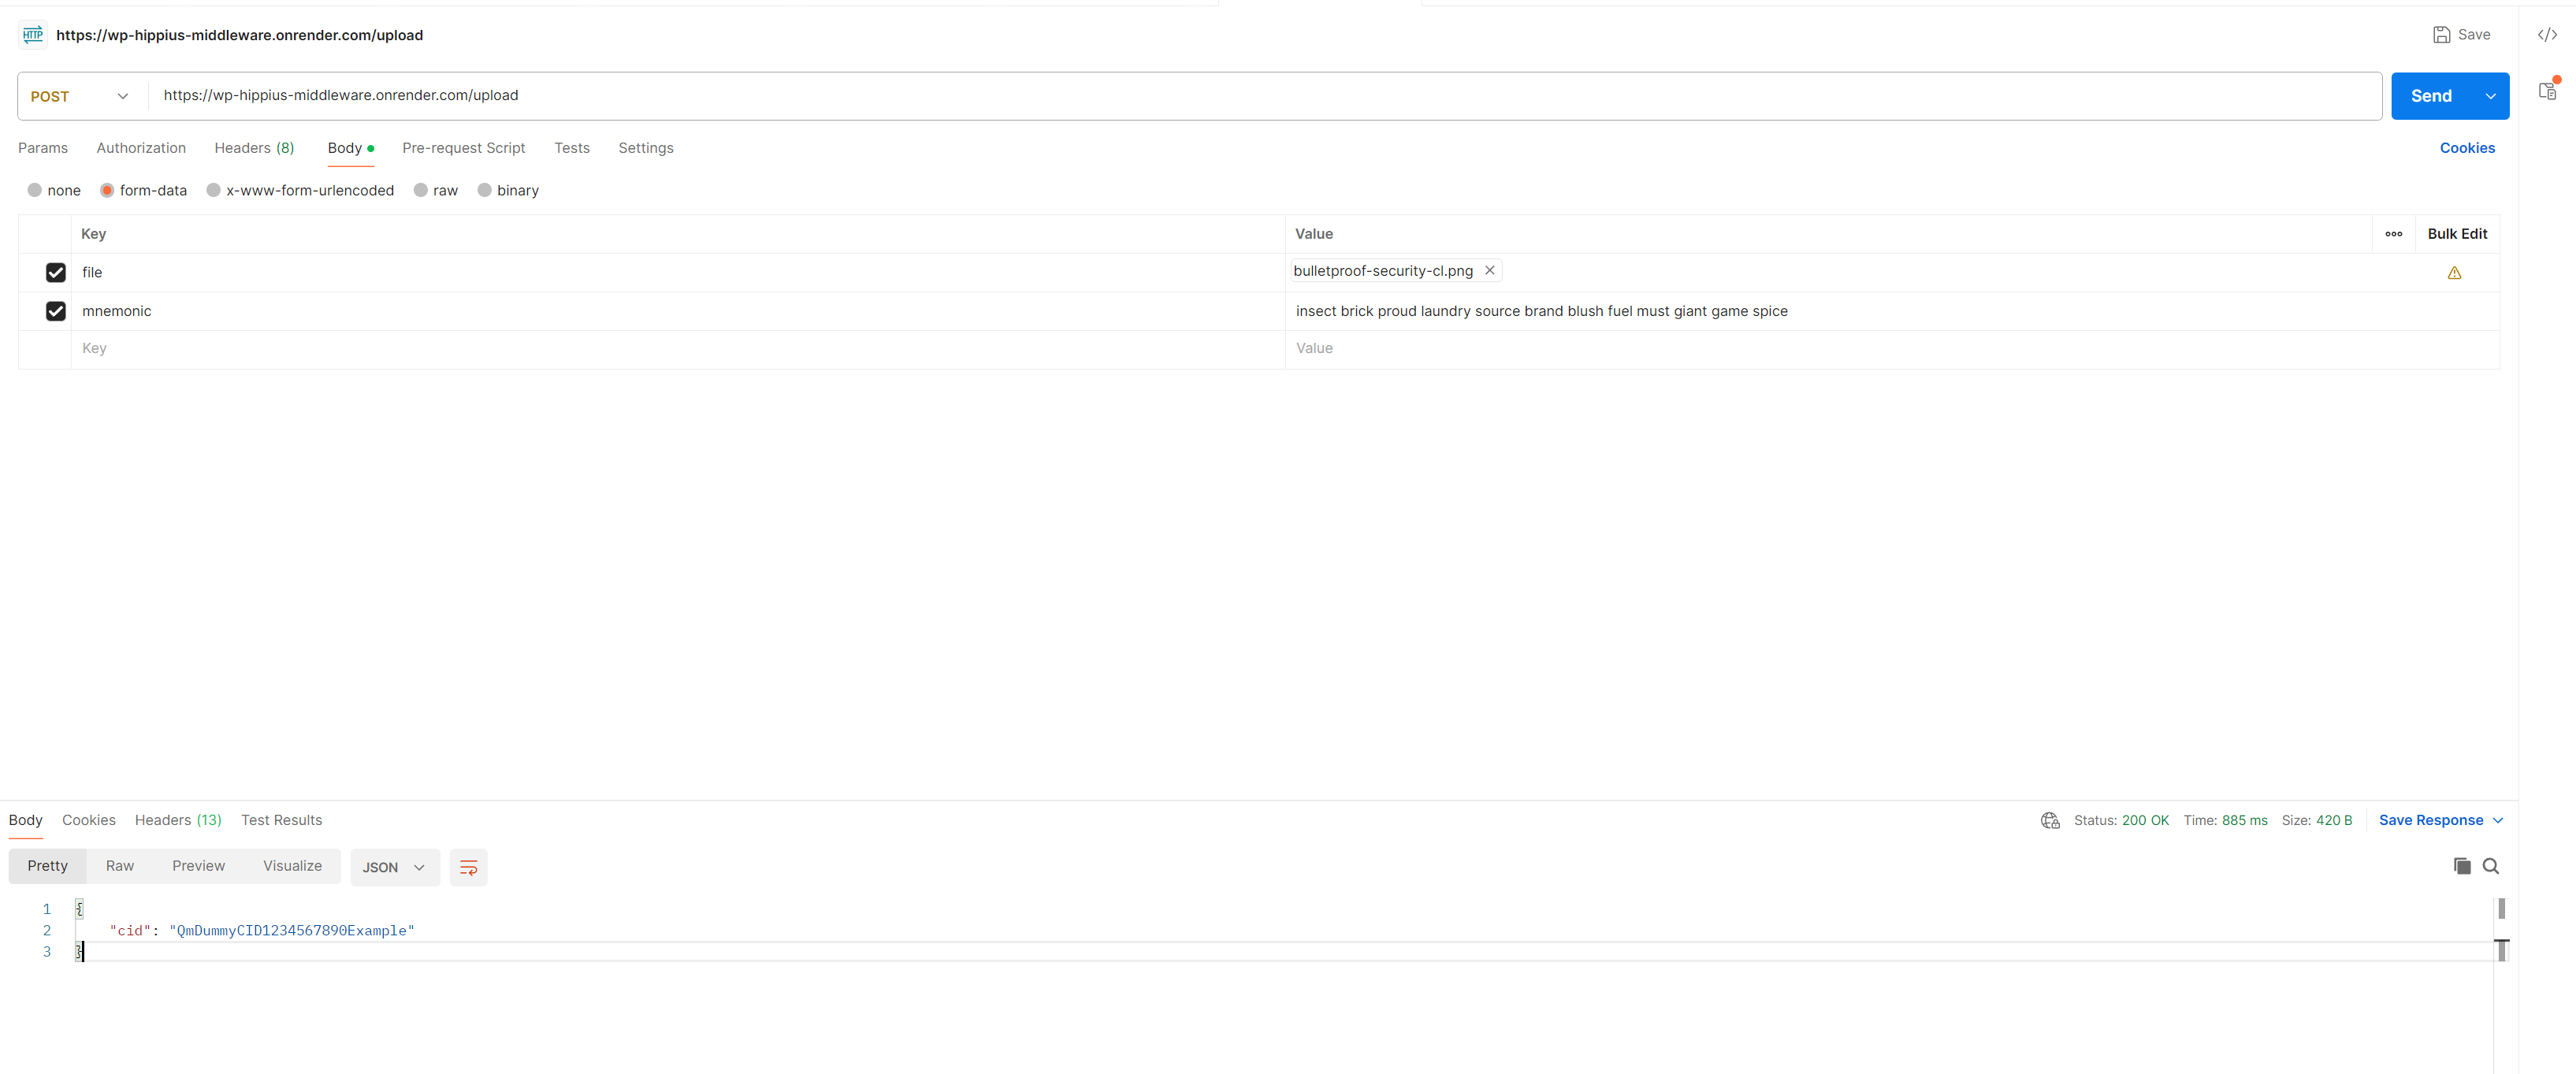 HTTP https://wp-hippius-middleware.onrender.com/upload Save
POST https://wp-hippius-middleware.onrender.com/upload Send
Params Authorization Headers (8) Body Pre-request Script Tests Settings Cookies
none form-data x-www-form-urlencoded raw binary
Key Value Bulk Edit
file bulletproof-security-cl.png
mnemonic insect brick proud laundry source brand blush fuel must giant game spice
Key Value
Body Cookies Headers (13) Test Results Status: 200 OK Time: 885 ms Size: 420 B Save Response
Pretty Raw Preview Visualize JSON
1 {
2 "cid": "QmDummyCID1234567890Example"
3 }